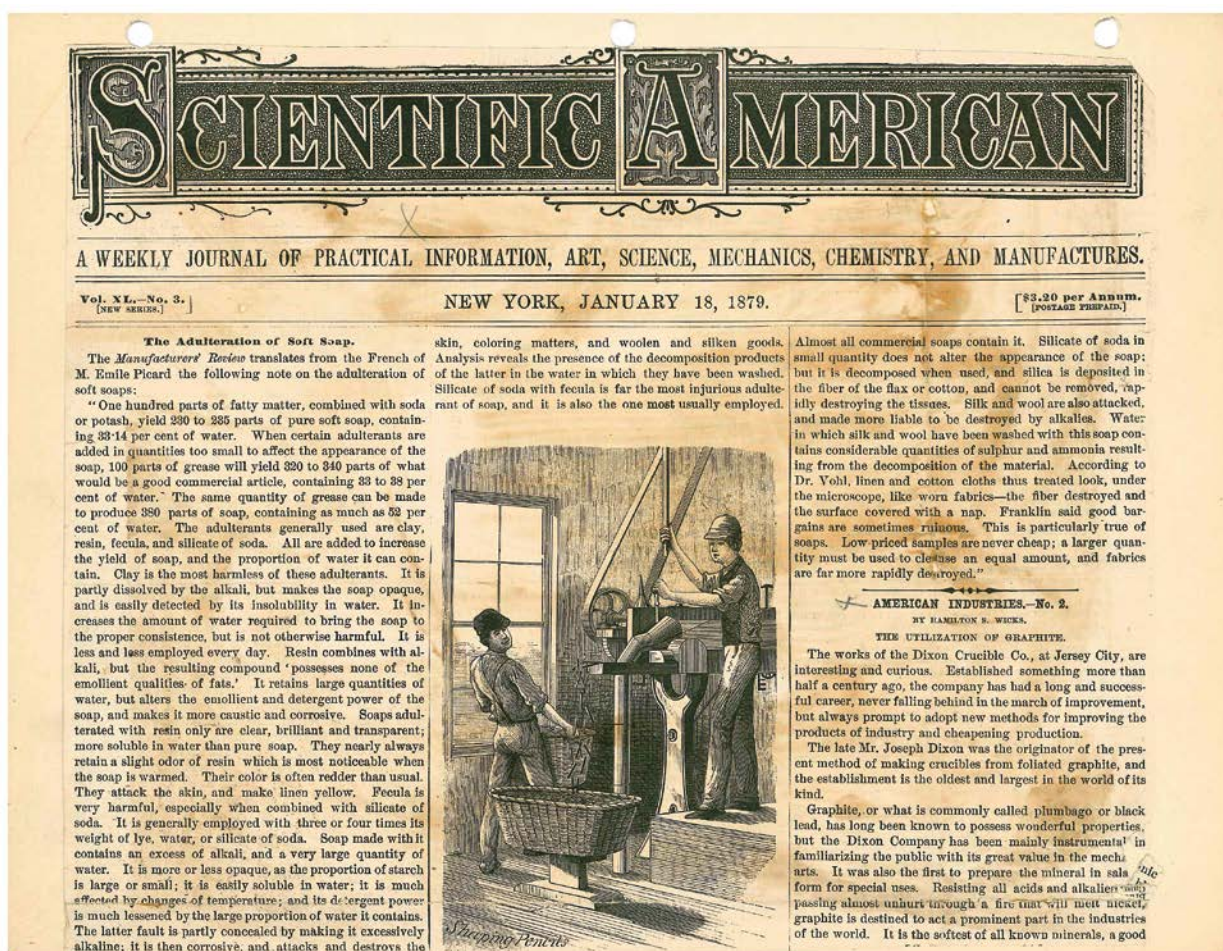 SCIENTIFIC AMERICAN
A WEEKLY JOURNAL OF PRACTICAL INFORMATION, ART, SCIENCE, MECHANICS, CHEMISTRY, AND MANUFACTURES.
Vol. XL.—No. 3.
[NEW SERIES.]
NEW YORK, JANUARY 18, 1879.
[$3.20 per Annum.
[POSTAGE PREPAID.]
The Adulteration of Soft Soap.
The Manufacturers' Review translates from the French of
M. Emile Picard the following note on the adulteration of
soft soaps:
"One hundred parts of fatty matter, combined with soda
or potash, yield 230 to 235 parts of pure soft soap, contain-
ing 33·14 per cent of water. When certain adulterants are
added in quantities too small to affect the appearance of the
soap, 100 parts of grease will yield 320 to 340 parts of what
would be a good commercial article, containing 33 to 38 per
cent of water. The same quantity of grease can be made
to produce 380 parts of soap, containing as much as 52 per
cent of water. The adulterants generally used are clay,
resin, fecula, and silicate of soda. All are added to increase
the yield of soap, and the proportion of water it can con-
tain. Clay is the most harmless of these adulterants. It is
partly dissolved by the alkali, but makes the soap opaque,
and is easily detected by its insolubility in water. It in-
creases the amount of water required to bring the soap to
the proper consistence, but is not otherwise harmful. It is
less and less employed every day. Resin combines with al-
kali, but the resulting compound 'possesses none of the
emollient qualities of fats.' It retains large quantities of
water, but alters the emollient and detergent power of the
soap, and makes it more caustic and corrosive. Soaps adul-
terated with resin only are clear, brilliant and transparent;
more soluble in water than pure soap. They nearly always
retain a slight odor of resin which is most noticeable when
the soap is warmed. Their color is often redder than usual.
They attack the skin, and make linen yellow. Fecula is
very harmful, especially when combined with silicate of
soda. It is generally employed with three or four times its
weight of lye, water, or silicate of soda. Soap made with it
contains an excess of alkali, and a very large quantity of
water. It is more or less opaque, as the proportion of starch
is large or small; it is easily soluble in water; it is much
affected by changes of temperature; and its detergent power
is much lessened by the large proportion of water it contains.
The latter fault is partly concealed by making it excessively
alkaline; it is then corrosive, and attacks and destroys the
skin, coloring matters, and woolen and silken goods.
Analysis reveals the presence of the decomposition products
of the latter in the water in which they have been washed.
Silicate of soda with fecula is far the most injurious adulte-
rant of soap, and it is also the one most usually employed.
Shaping Pencils
Almost all commercial soaps contain it. Silicate of soda in
small quantity does not alter the appearance of the soap;
but it is decomposed when used, and silica is deposited in
the fiber of the flax or cotton, and cannot be removed, rap-
idly destroying the tissues. Silk and wool are also attacked,
and made more liable to be destroyed by alkalies. Water
in which silk and wool have been washed with this soap con-
tains considerable quantities of sulphur and ammonia result-
ing from the decomposition of the material. According to
Dr. Vohl, linen and cotton cloths thus treated look, under
the microscope, like worn fabrics—the fiber destroyed and
the surface covered with a nap. Franklin said good bar-
gains are sometimes ruinous. This is particularly true of
soaps. Low-priced samples are never cheap; a larger quan-
tity must be used to cleanse an equal amount, and fabrics
are far more rapidly destroyed."
AMERICAN INDUSTRIES.—No. 2.
BY HAMILTON S. WICKS.
THE UTILIZATION OF GRAPHITE.
The works of the Dixon Crucible Co., at Jersey City, are
interesting and curious. Established something more than
half a century ago, the company has had a long and success-
ful career, never falling behind in the march of improvement,
but always prompt to adopt new methods for improving the
products of industry and cheapening production.
The late Mr. Joseph Dixon was the originator of the pres-
ent method of making crucibles from foliated graphite, and
the establishment is the oldest and largest in the world of its
kind.
Graphite, or what is commonly called plumbago or black
lead, has long been known to possess wonderful properties,
but the Dixon Company has been mainly instrumental in
familiarizing the public with its great value in the mecha nic
arts. It was also the first to prepare the mineral in sala
form for special uses. Resisting all acids and alkalies
passing almost unhurt through a fire that will melt nickel,
graphite is destined to act a prominent part in the industries
of the world. It is the softest of all known minerals, a good